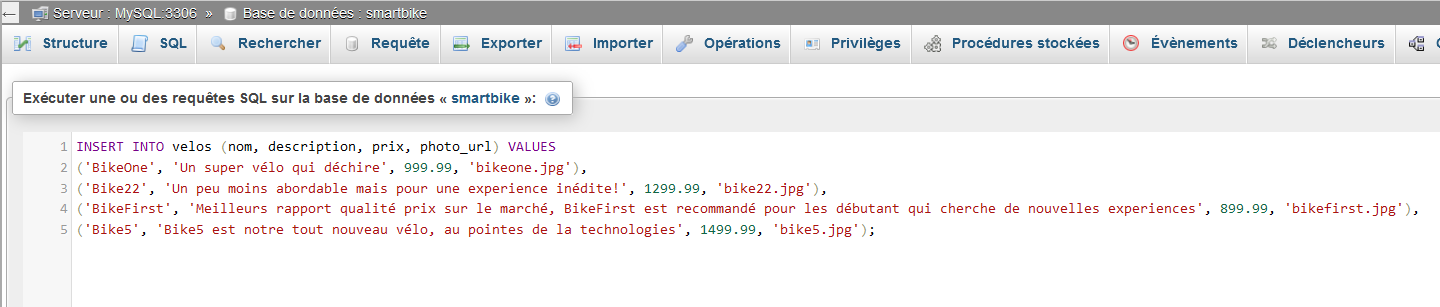 ← Serveur : MySQL:3306 » Base de données : smartbike
Structure SQL Rechercher Requête Exporter Importer Opérations Privilèges Procédures stockées Évènements Déclencheurs
Exécuter une ou des requêtes SQL sur la base de données « smartbike »:
1 INSERT INTO velos (nom, description, prix, photo_url) VALUES
2 ('BikeOne', 'Un super vélo qui déchire', 999.99, 'bikeone.jpg'),
3 ('Bike22', 'Un peu moins abordable mais pour une experience inédite!', 1299.99, 'bike22.jpg'),
4 ('BikeFirst', 'Meilleurs rapport qualité prix sur le marché, BikeFirst est recommandé pour les débutant qui cherche de nouvelles experiences', 899.99, 'bikefirst.jpg'),
5 ('Bike5', 'Bike5 est notre tout nouveau vélo, au pointes de la technologies', 1499.99, 'bike5.jpg');